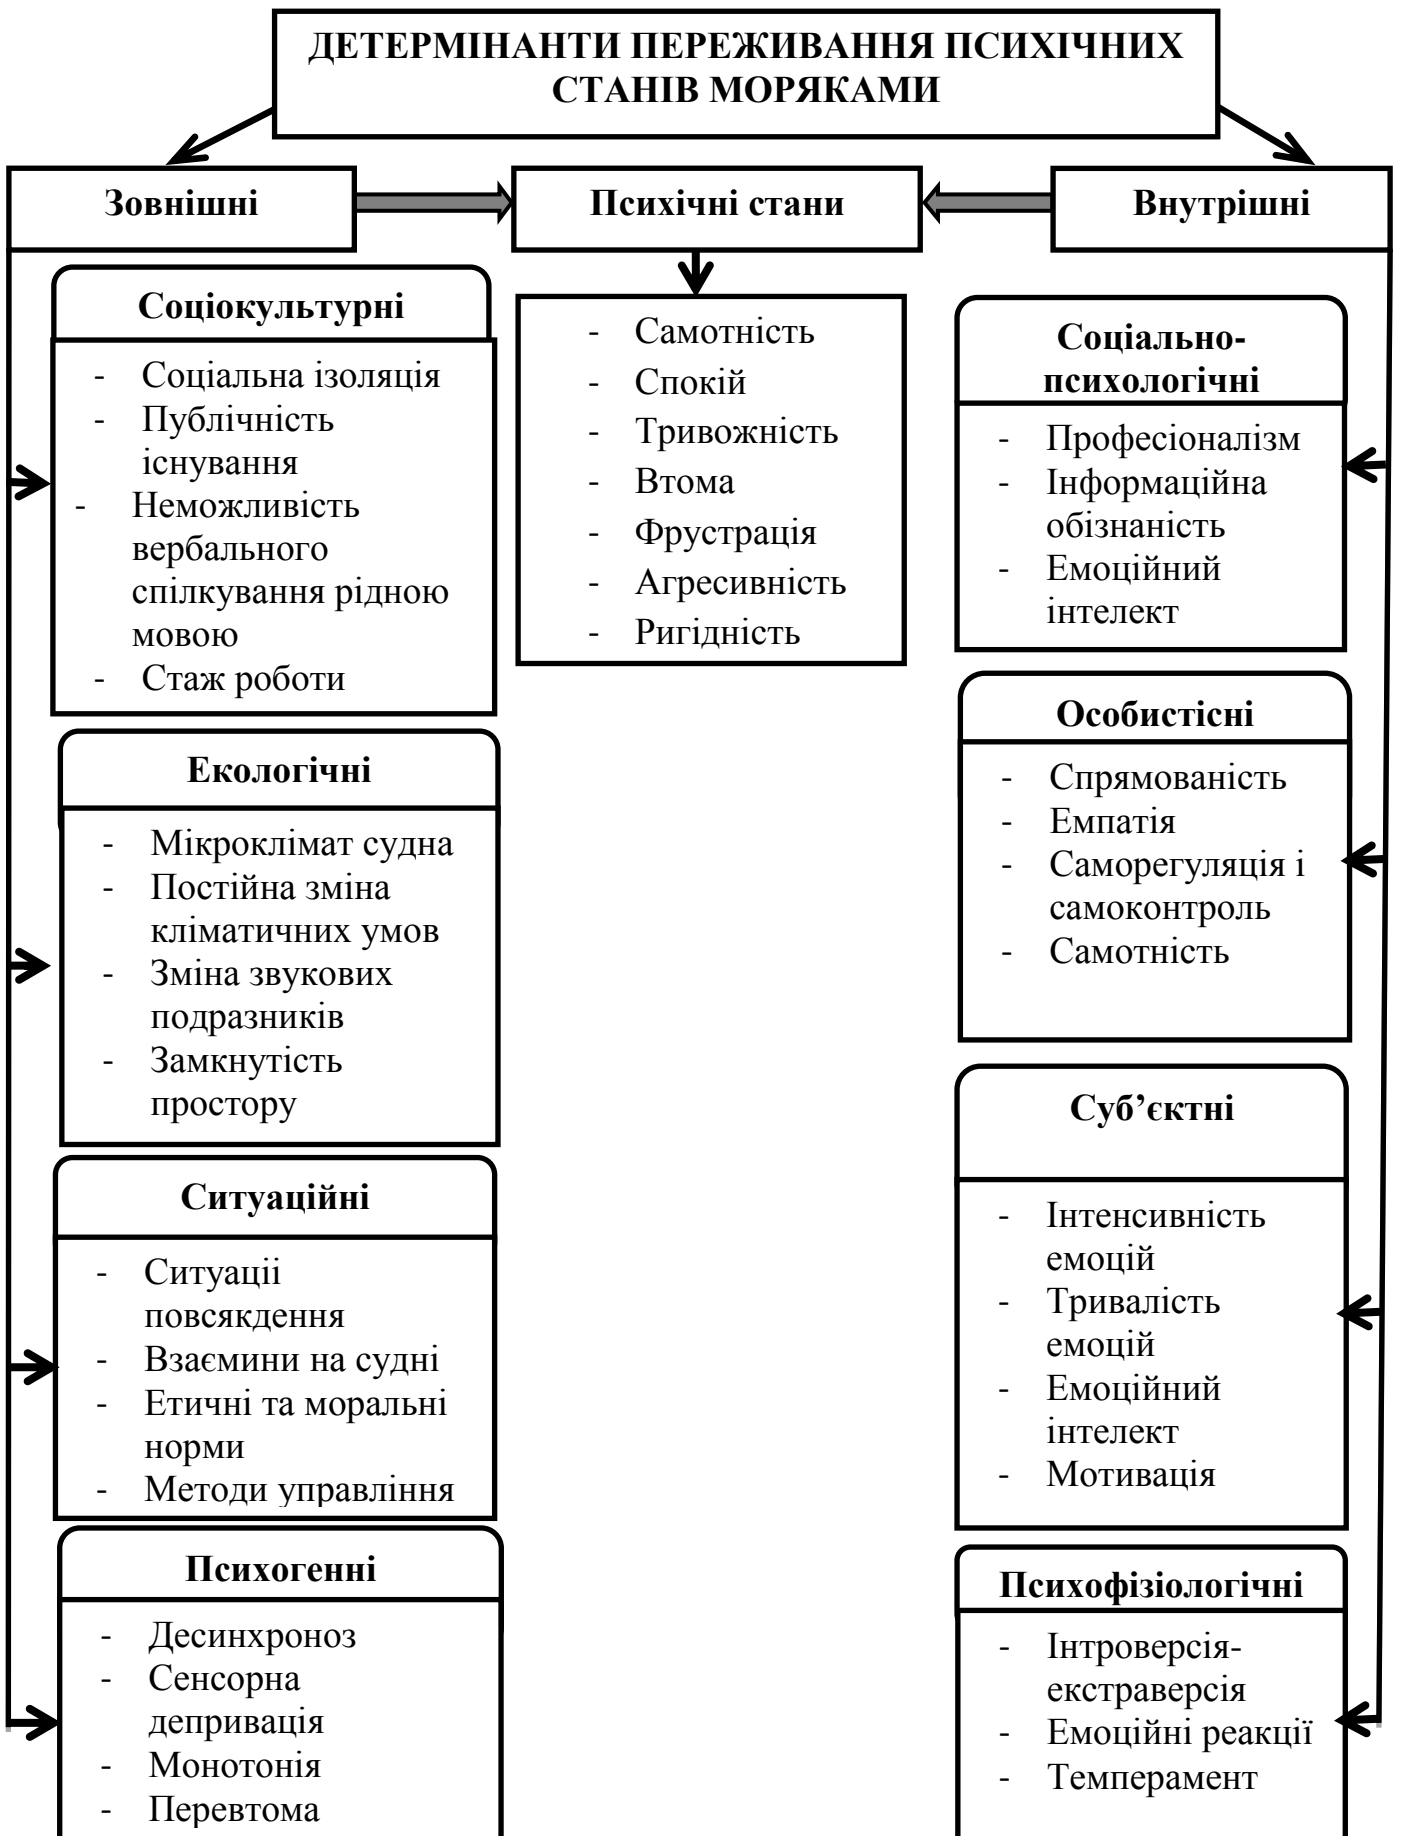 ДЕТЕРМІНАНТИ ПЕРЕЖИВАННЯ ПСИХІЧНИХ
СТАНІВ МОРЯКАМИ
Зовнішні
Психічні стани
Внутрішні
Соціокультурні
- Соціальна ізоляція
- Публічність
існування
- Неможливість
вербального
спілкування рідною
мовою
- Стаж роботи
Екологічні
- Мікроклімат судна
- Постійна зміна
кліматичних умов
- Зміна звукових
подразників
- Замкнутість
простору
Ситуаційні
- Ситуаціі
повсякдення
- Взаємини на судні
- Етичні та моральні
норми
- Методи управління
Психогенні
- Десинхроноз
- Сенсорна
депривація
- Монотонія
- Перевтома
- Самотність
- Спокій
- Тривожність
- Втома
- Фрустрація
- Агресивність
- Ригідність
Соціально-
психологічні
- Професіоналізм
- Інформаційна
обізнаність
- Емоційний
інтелект
Особистісні
- Спрямованість
- Емпатія
- Саморегуляція і
самоконтроль
- Самотність
Суб’єктні
- Інтенсивність
емоцій
- Тривалість
емоцій
- Емоційний
інтелект
- Мотивація
Психофізіологічні
- Інтроверсія-
екстраверсія
- Емоційні реакції
- Темперамент